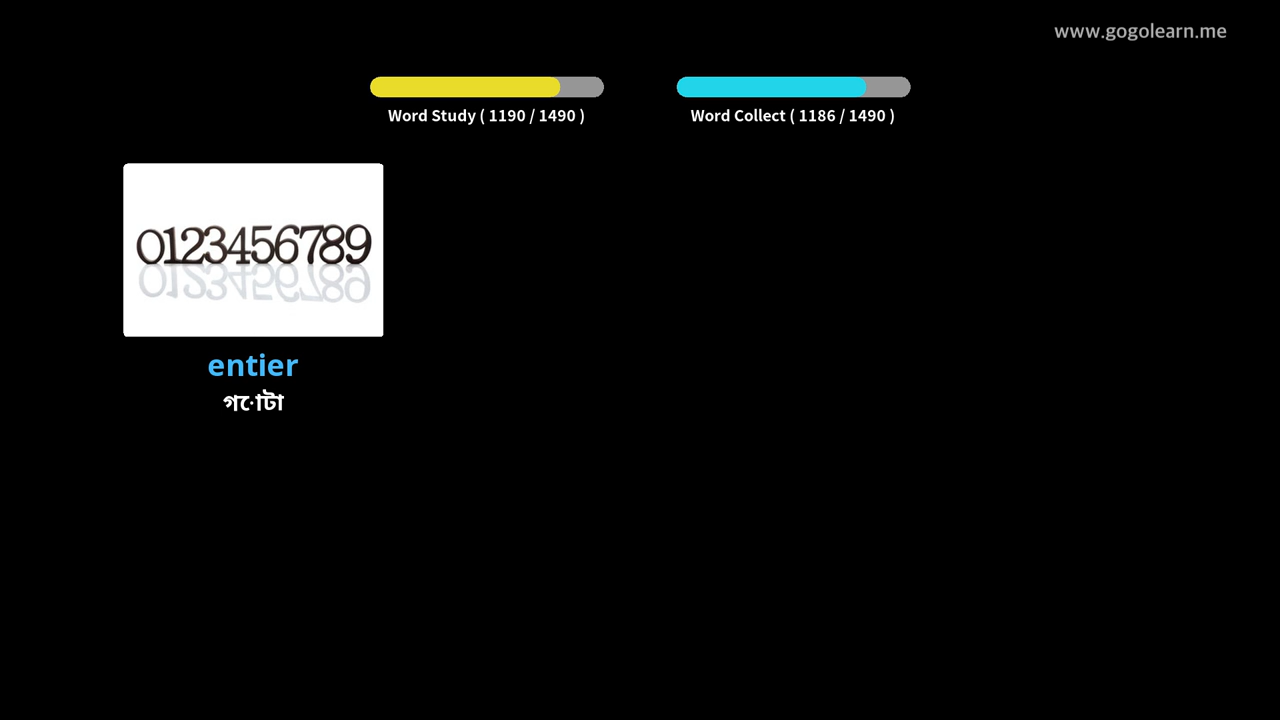 www.gogolearn.me
Word Study ( 1190 / 1490 )
Word Collect ( 1186 / 1490 )
0123456789
entier
গোটা